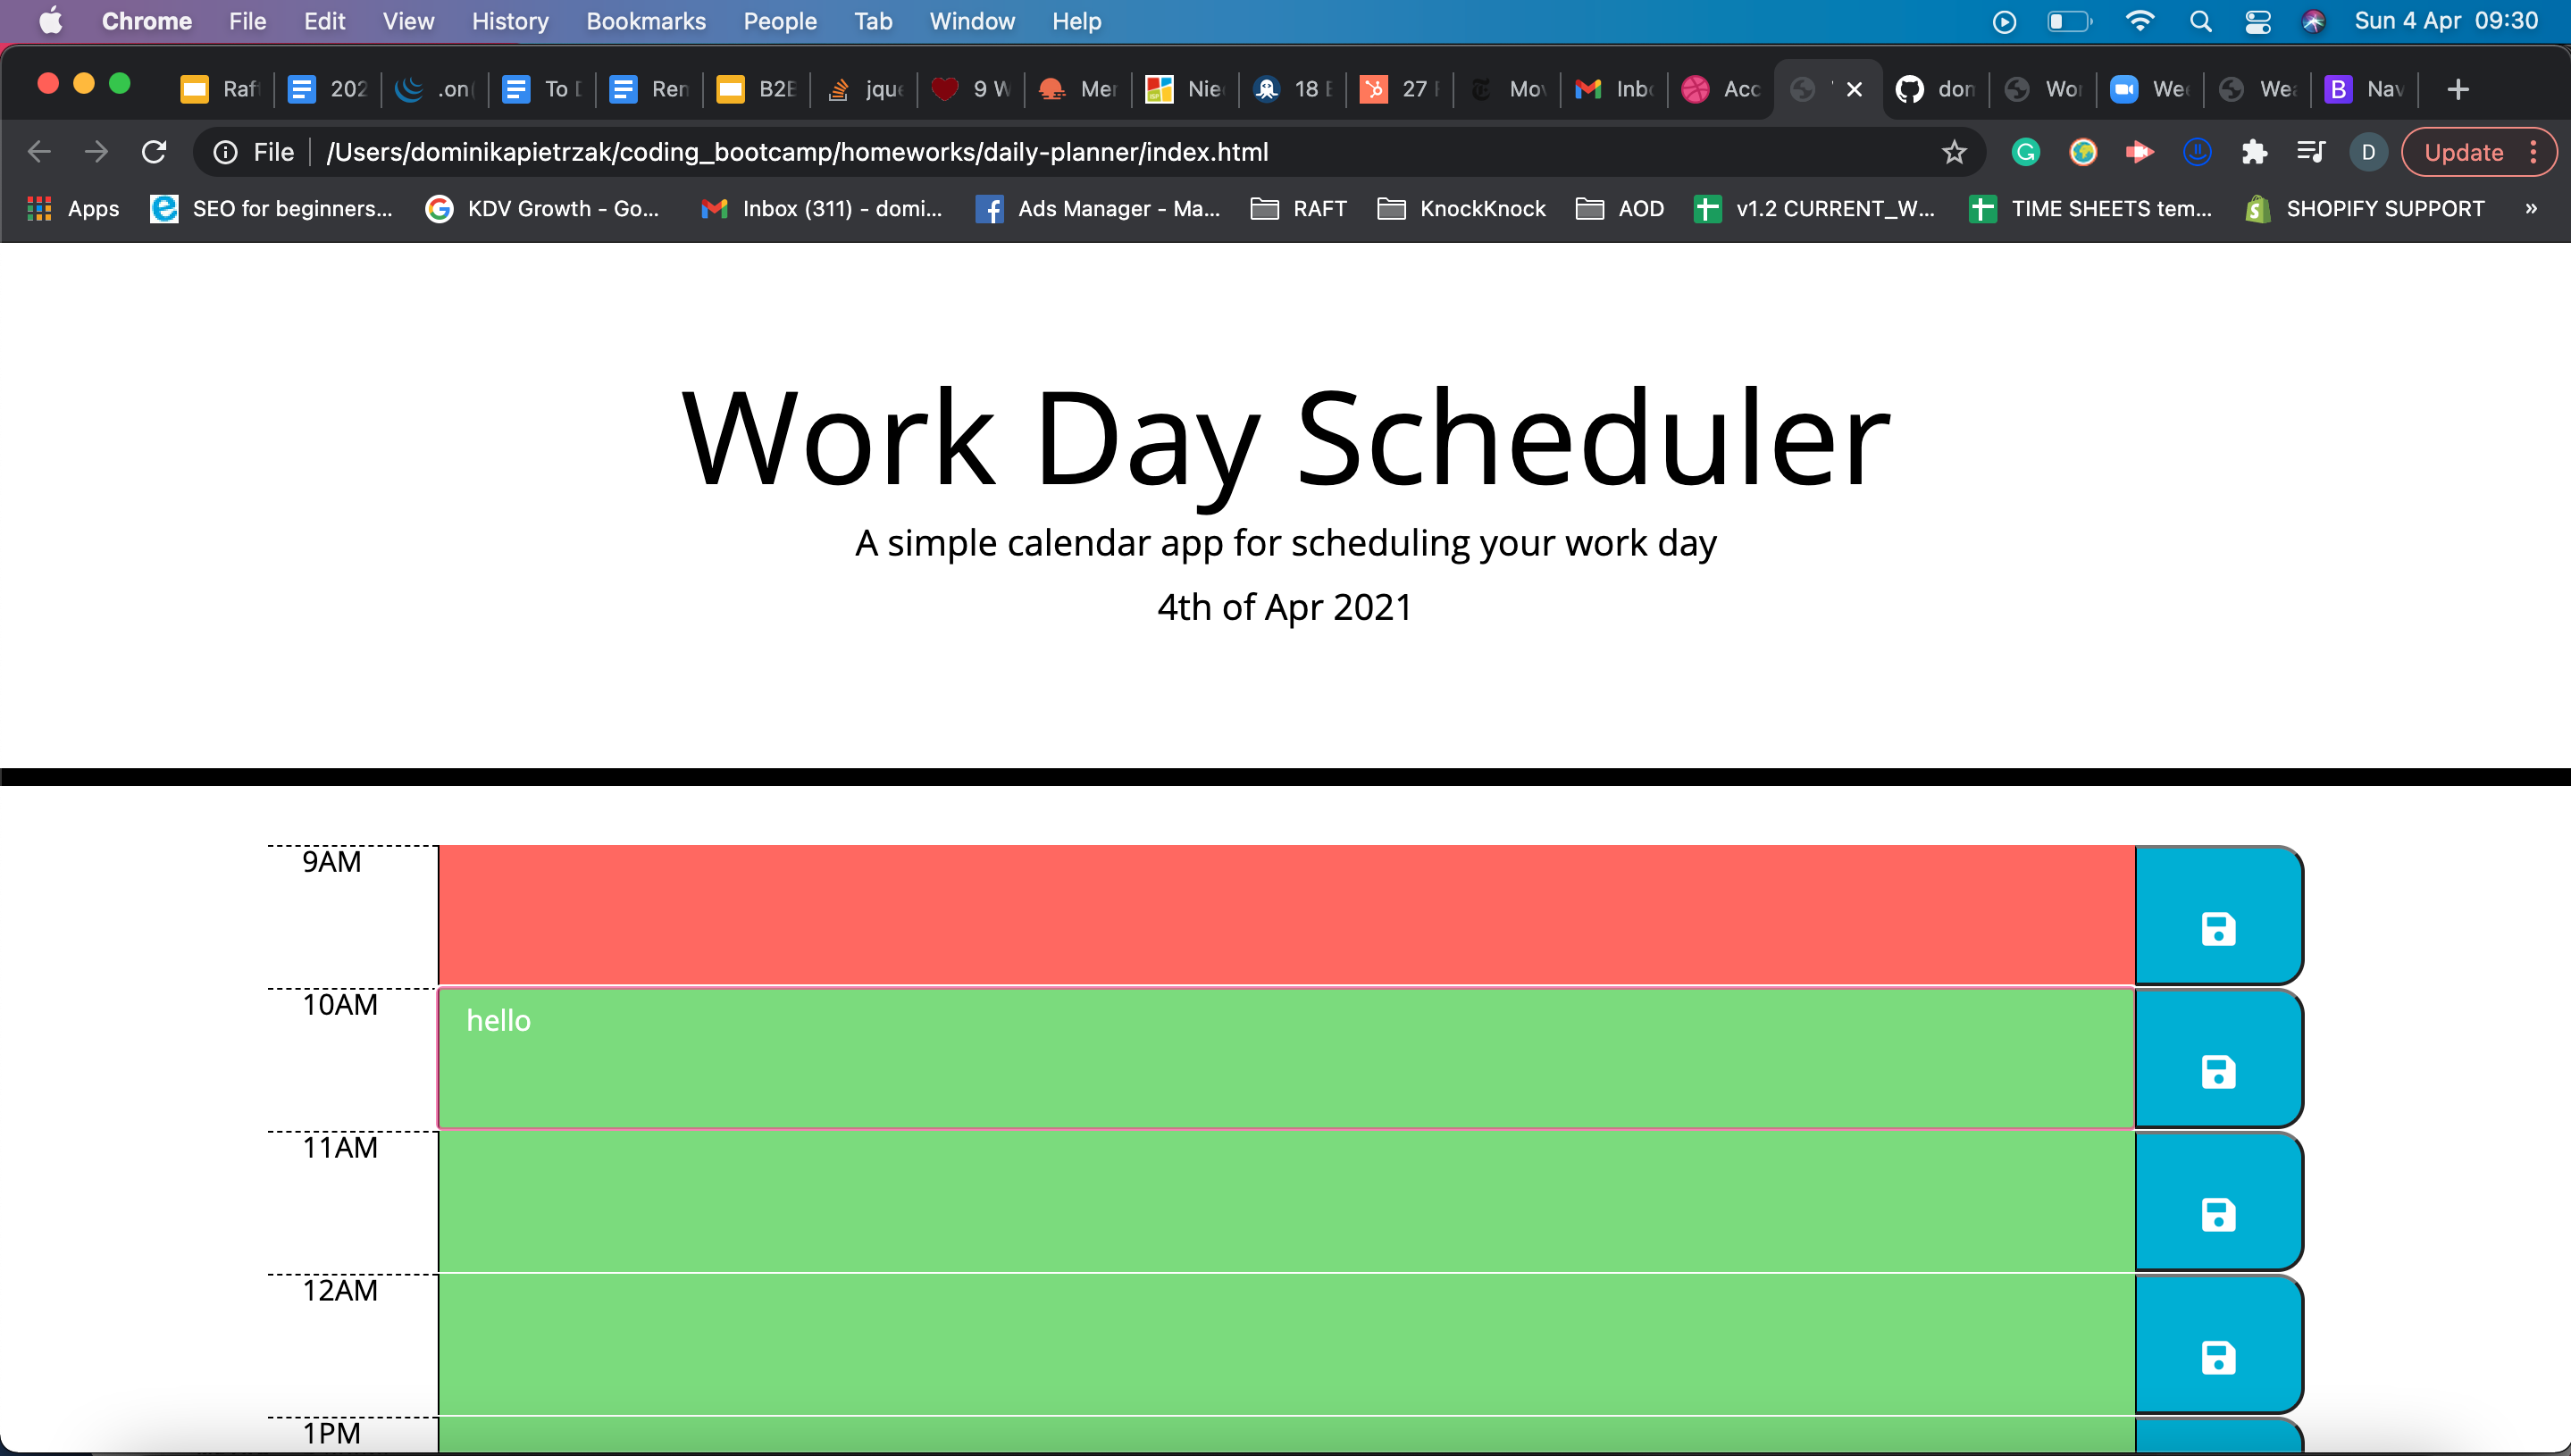 Chrome File Edit View History Bookmarks People Tab Window Help Sun 4 Apr 09:30
Raf 202 .on( To D Ren B2B jque 9 W Mer Nie 18 E 27 Mov Inbo Acc don Wor We Wea Nav
File /Users/dominikapietrzak/coding_bootcamp/homeworks/daily-planner/index.html D Update
Apps SEO for beginners... KDV Growth - Go... Inbox (311) - domi... Ads Manager - Ma... RAFT KnockKnock AOD v1.2 CURRENT_W... TIME SHEETS tem... SHOPIFY SUPPORT »
Work Day Scheduler
A simple calendar app for scheduling your work day
4th of Apr 2021
9AM
10AM
hello
11AM
12AM
1PM